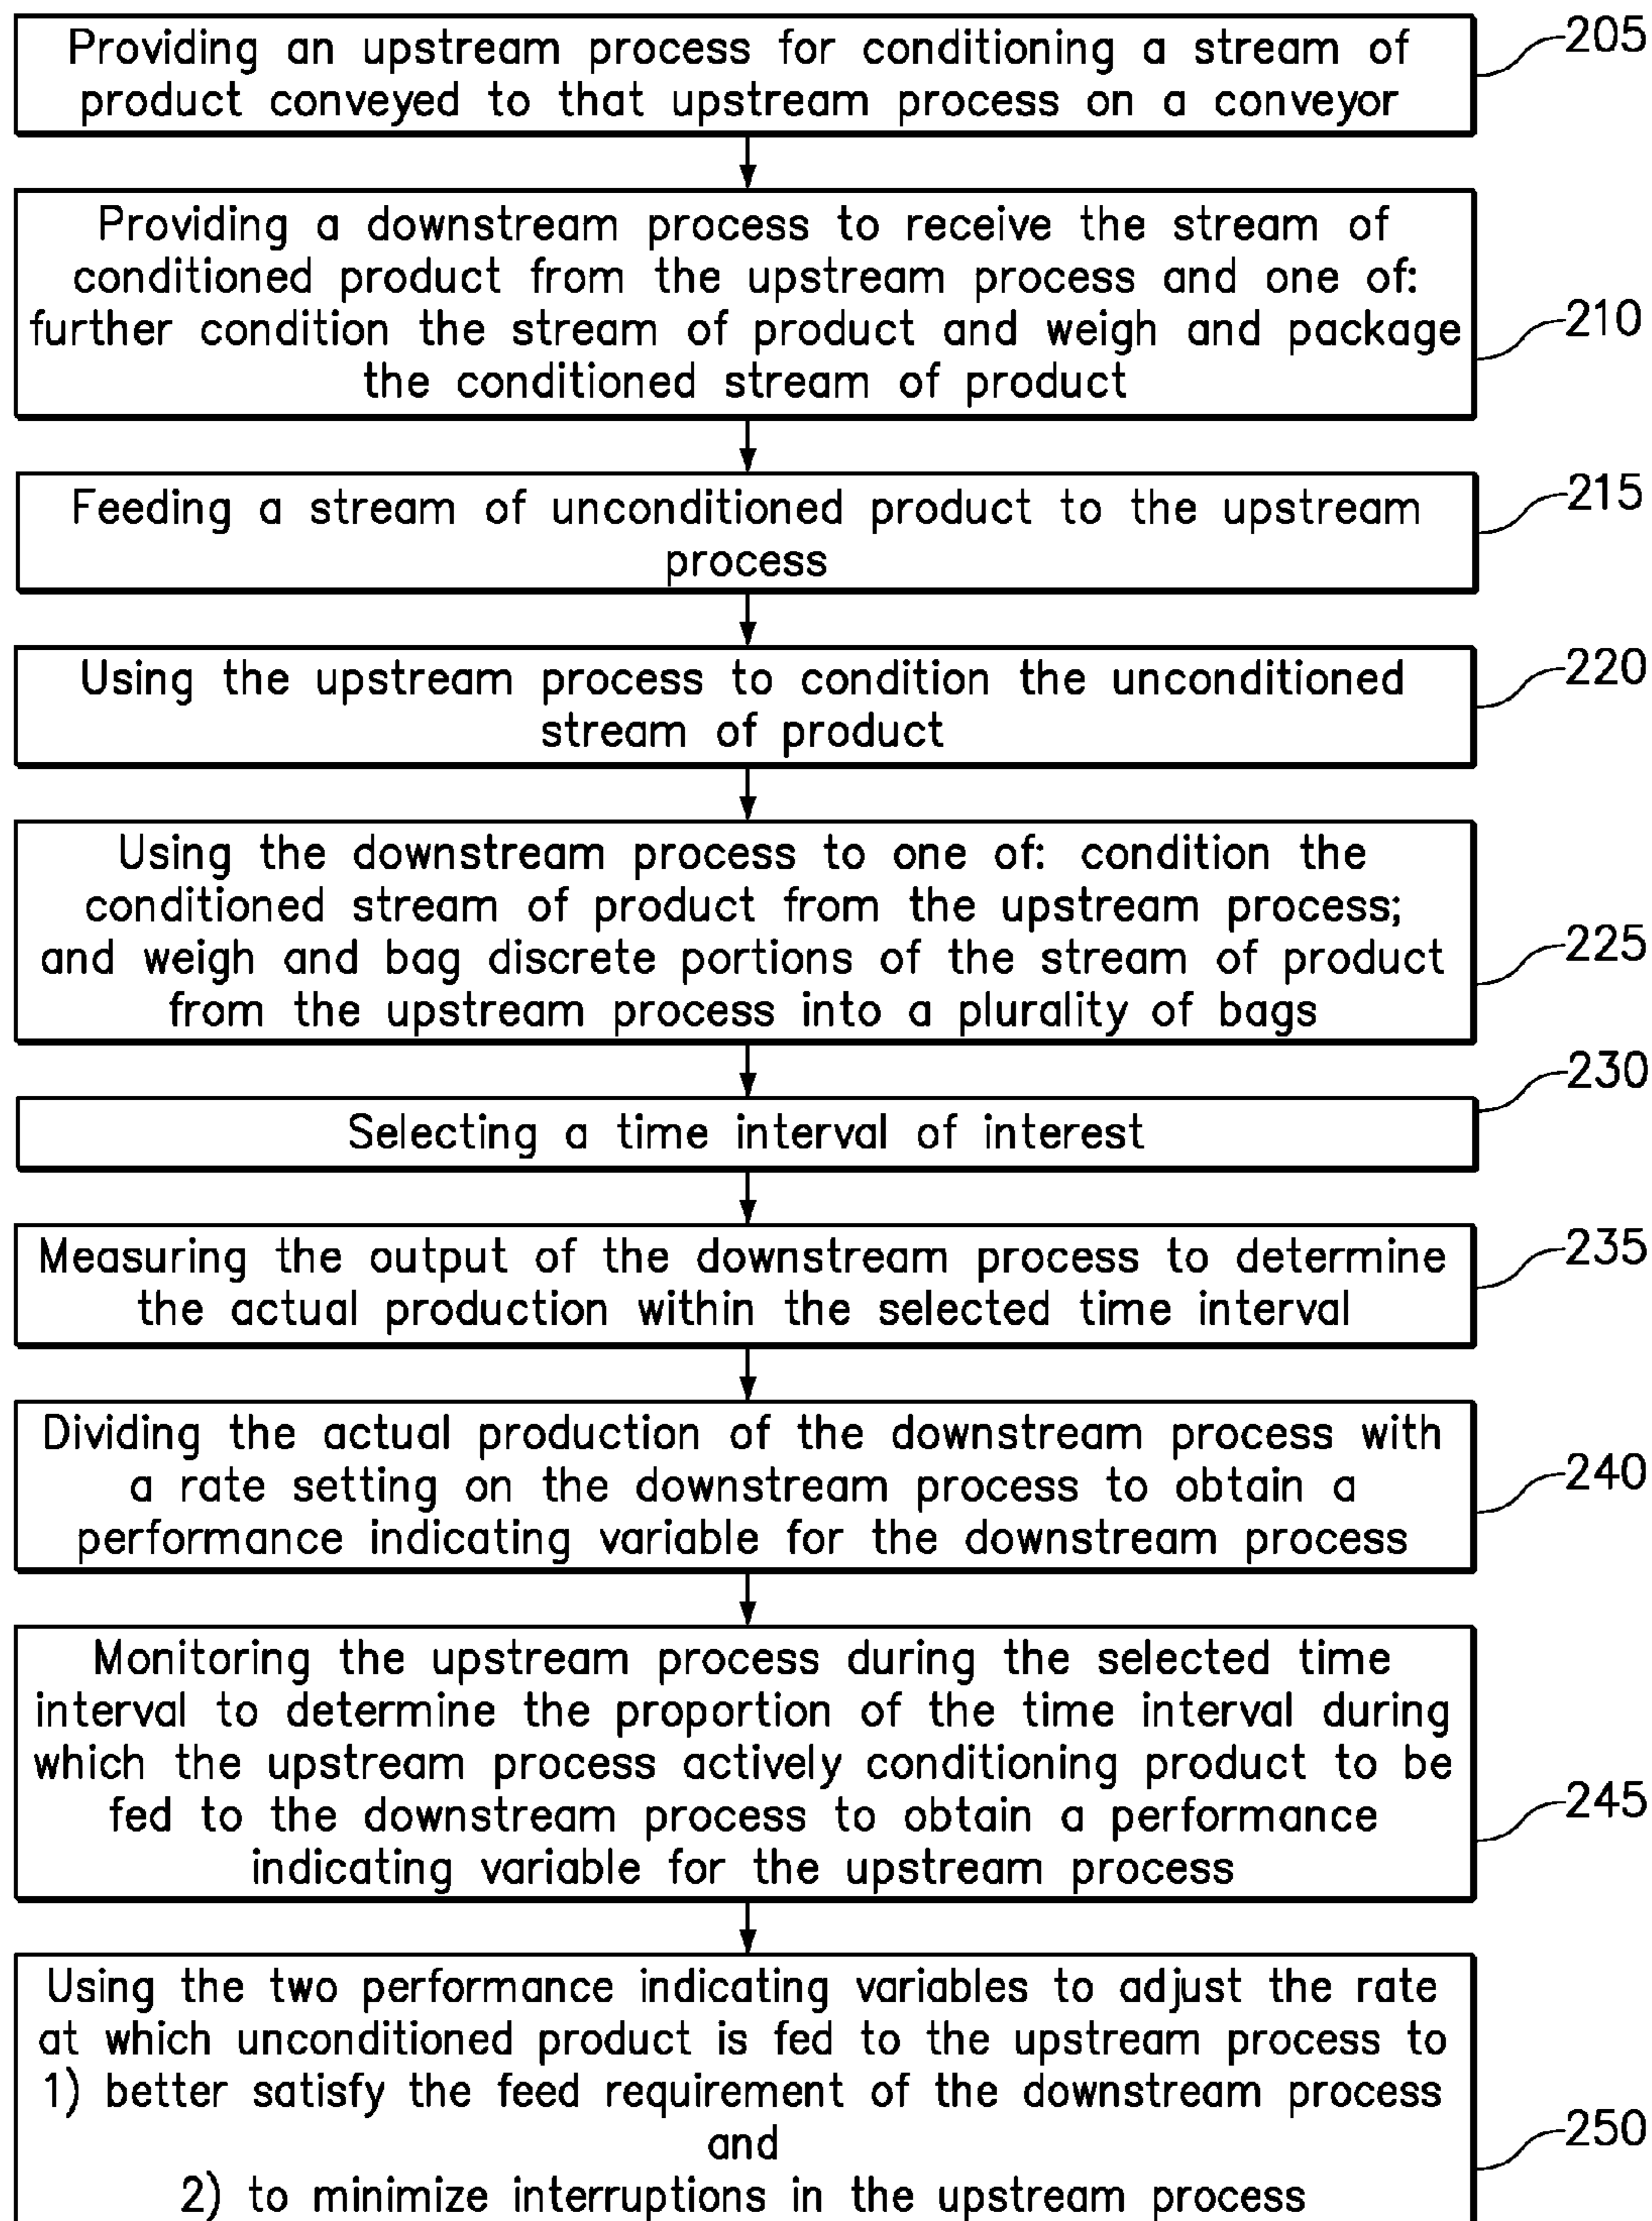 Providing an upstream process for conditioning a stream of
product conveyed to that upstream process on a conveyor
205
Providing a downstream process to receive the stream of
conditioned product from the upstream process and one of:
further condition the stream of product and weigh and package
the conditioned stream of product
210
Feeding a stream of unconditioned product to the upstream
process
215
Using the upstream process to condition the unconditioned
stream of product
220
Using the downstream process to one of: condition the
conditioned stream of product from the upstream process;
and weigh and bag discrete portions of the stream of product
from the upstream process into a plurality of bags
225
Selecting a time interval of interest
230
Measuring the output of the downstream process to determine
the actual production within the selected time interval
235
Dividing the actual production of the downstream process with
a rate setting on the downstream process to obtain a
performance indicating variable for the downstream process
240
Monitoring the upstream process during the selected time
interval to determine the proportion of the time interval during
which the upstream process actively conditioning product to be
fed to the downstream process to obtain a performance
indicating variable for the upstream process
245
Using the two performance indicating variables to adjust the rate
at which unconditioned product is fed to the upstream process to
1) better satisfy the feed requirement of the downstream process
and
2) to minimize interruptions in the upstream process
250